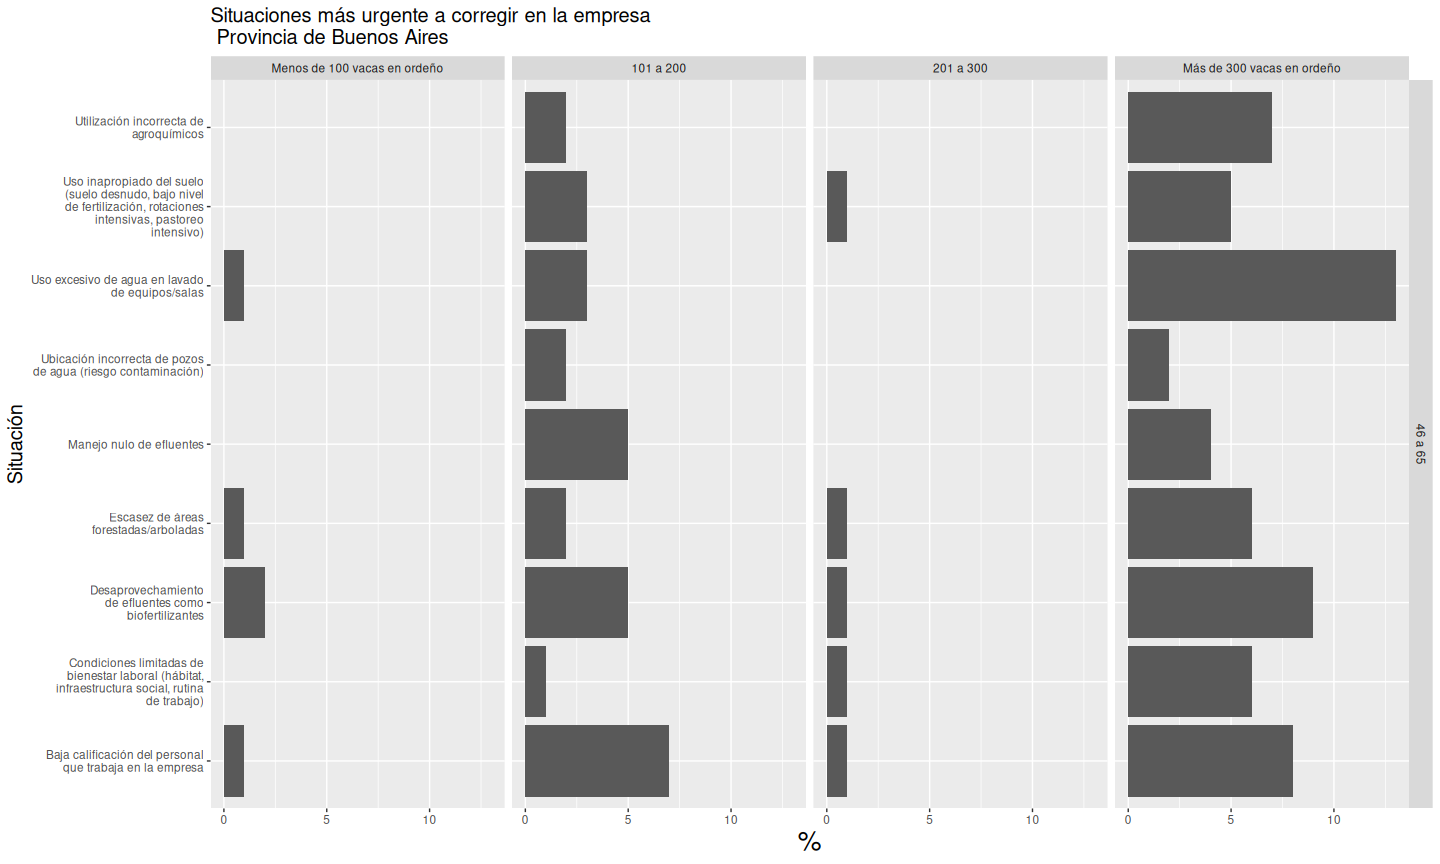 Situaciones más urgente a corregir en la empresa
Provincia de Buenos Aires
Menos de 100 vacas en ordeño
101 a 200
201 a 300
Más de 300 vacas en ordeño
Utilización incorrecta de
agroquímicos
Uso inapropiado del suelo
(suelo desnudo, bajo nivel
de fertilización, rotaciones
intensivas, pastoreo
intensivo)
Uso excesivo de agua en lavado
de equipos/salas
Ubicación incorrecta de pozos
de agua (riesgo contaminación)
Manejo nulo de efluentes
Escasez de áreas
forestadas/arboladas
Desaprovechamiento
de efluentes como
biofertilizantes
Condiciones limitadas de
bienestar laboral (hábitat,
infraestructura social, rutina
de trabajo)
Baja calificación del personal
que trabaja en la empresa
Situación
46 a 65
0 5 10 0 5 10 0 5 10 0 5 10
%